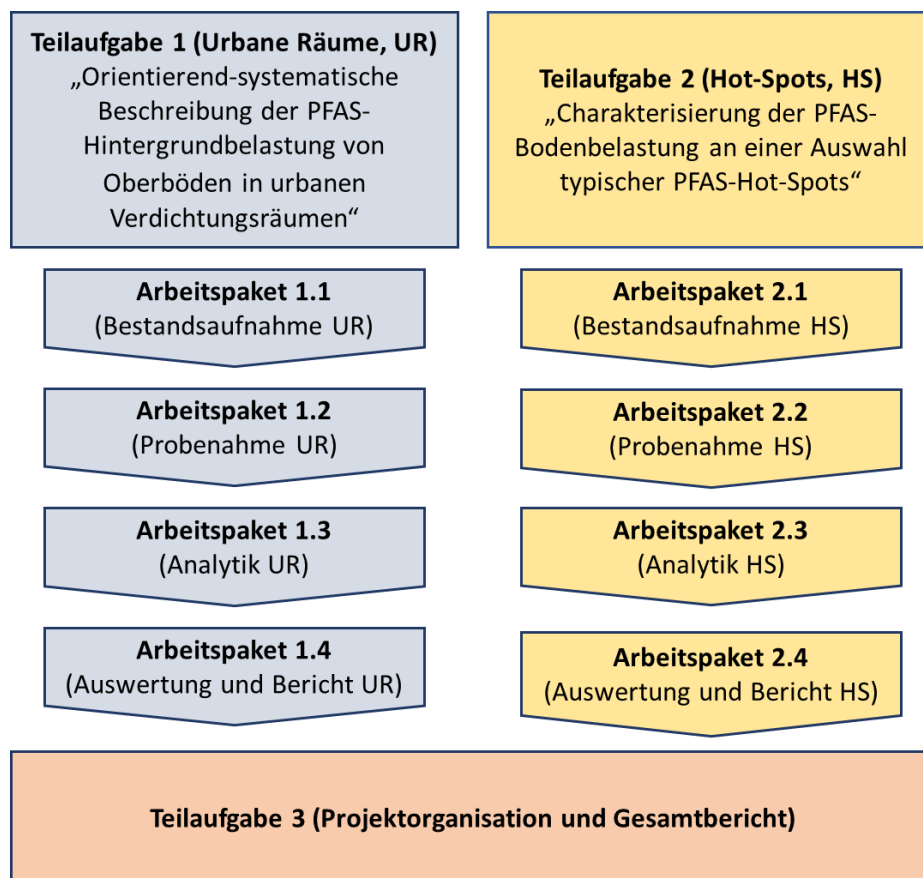 Teilaufgabe 1 (Urbane Räume, UR)
„Orientierend-systematische
Beschreibung der PFAS-
Hintergrundbelastung von
Oberböden in urbanen
Verdichtungsräumen“
Arbeitspaket 1.1
(Bestandsaufnahme UR)
Arbeitspaket 1.2
(Probenahme UR)
Arbeitspaket 1.3
(Analytik UR)
Arbeitspaket 1.4
(Auswertung und Bericht UR)
Teilaufgabe 2 (Hot-Spots, HS)
„Charakterisierung der PFAS-
Bodenbelastung an einer Auswahl
typischer PFAS-Hot-Spots“
Arbeitspaket 2.1
(Bestandsaufnahme HS)
Arbeitspaket 2.2
(Probenahme HS)
Arbeitspaket 2.3
(Analytik HS)
Arbeitspaket 2.4
(Auswertung und Bericht HS)
Teilaufgabe 3 (Projektorganisation und Gesamtbericht)